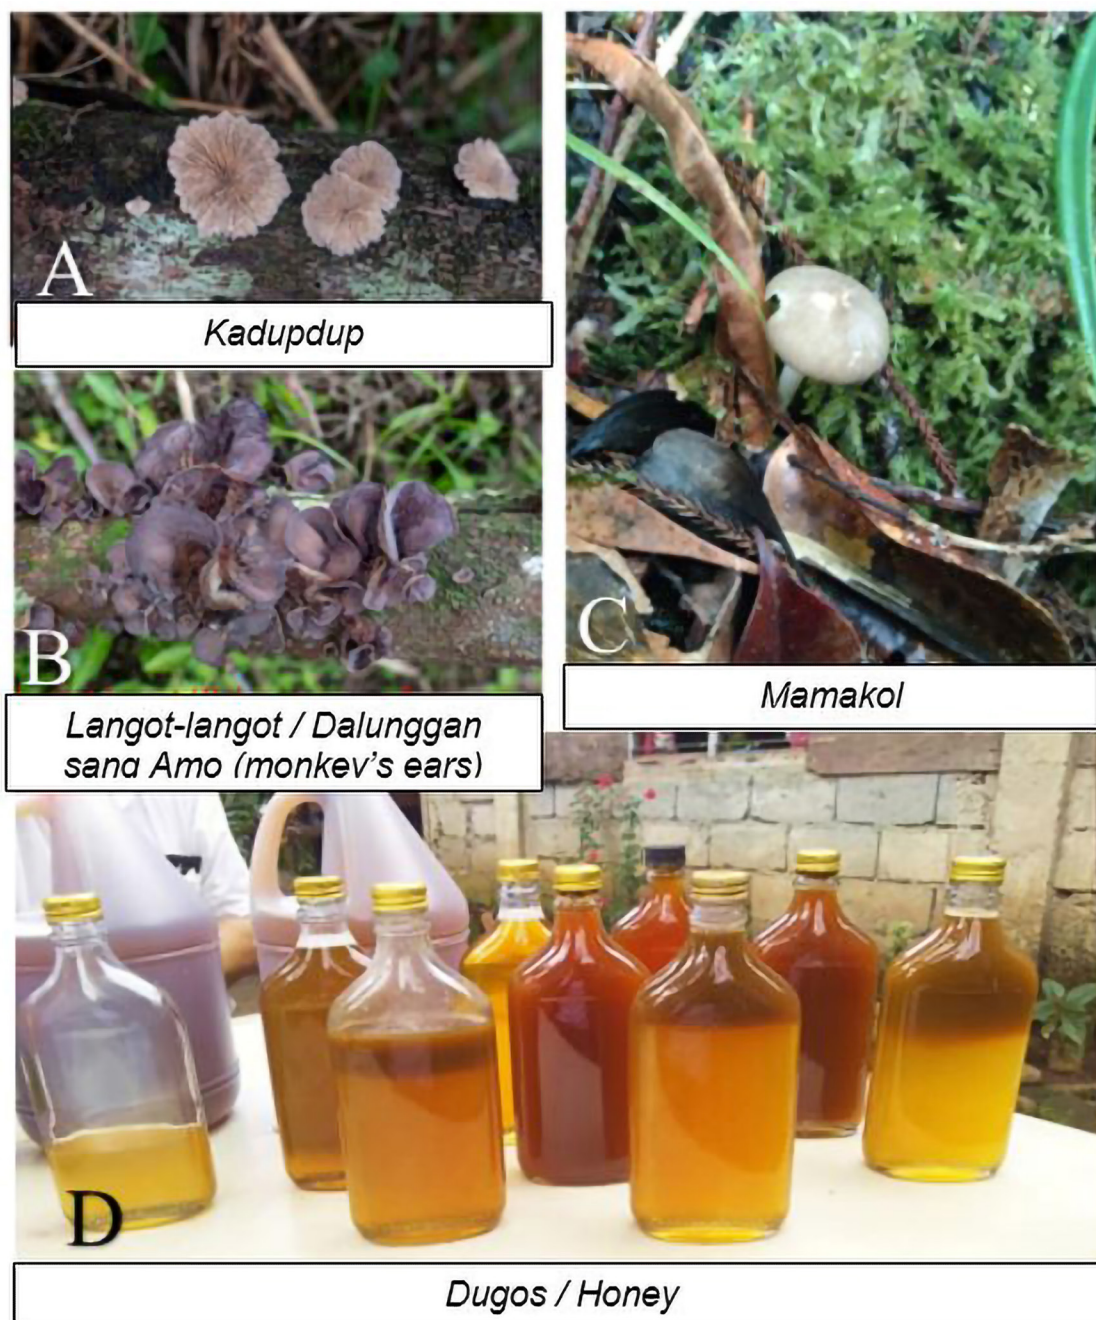 A
Kadupdup
B
Langot-langot / Dalunggan
sang Amo (monkey's ears)
C
Mamakol
D
Dugos / Honey